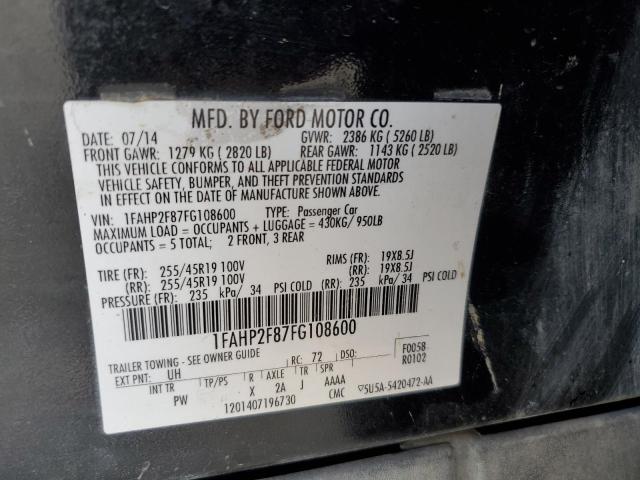 MFD. BY FORD MOTOR CO.
DATE: 07/14 GVWR: 2386 KG ( 5260 LB)
FRONT GAWR: 1279 KG ( 2820 LB) REAR GAWR: 1143 KG ( 2520 LB)
THIS VEHICLE CONFORMS TO ALL APPLICABLE FEDERAL MOTOR
VEHICLE SAFETY, BUMPER, AND THEFT PREVENTION STANDARDS
IN EFFECT ON THE DATE OF MANUFACTURE SHOWN ABOVE.
VIN: 1FAHP2F87FG108600 TYPE: Passenger Car
MAXIMUM LOAD = OCCUPANTS + LUGGAGE = 430KG/ 950LB
OCCUPANTS = 5 TOTAL; 2 FRONT, 3 REAR
TIRE (FR): 255/45R19 100V RIMS (FR): 19X8.5J
(RR): 255/45R19 100V (RR): 19X8.5J
PRESSURE (FR): 235 kPa/ 34 PSI COLD (RR): 235 kPa/ 34 PSI COLD
1FAHP2F87FG108600
TRAILER TOWING - SEE OWNER GUIDE RC: 72 DSO: F0058
EXT PNT: UH R0102
INT TR TP/PS R AXLE TR SPR
PW X 2A J AAAA
1201407196730 CMC ▽5U5A-5420472-AA